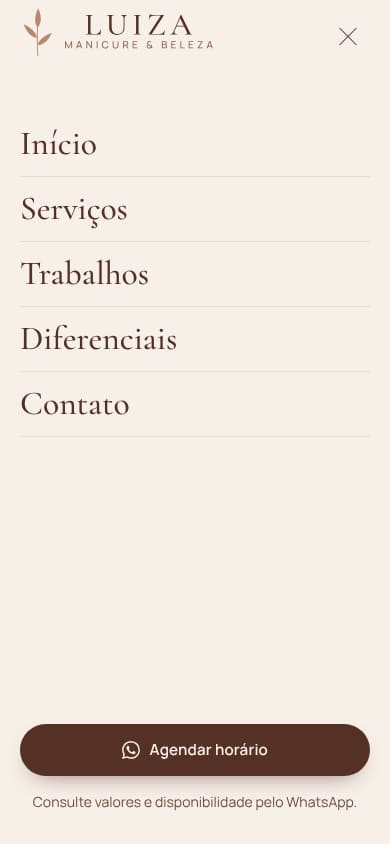 LUIZA
MANICURE & BELEZA
Início
Serviços
Trabalhos
Diferenciais
Contato
Agendar horário
Consulte valores e disponibilidade pelo WhatsApp.